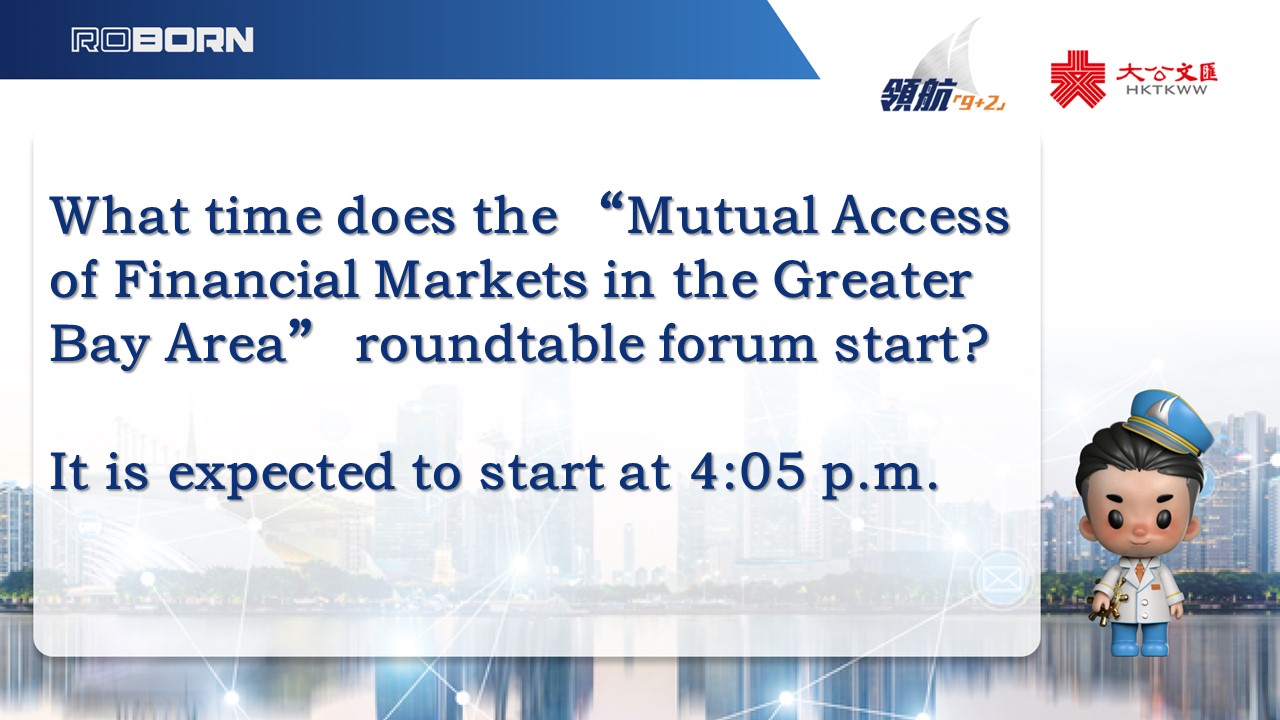 ROBORN
領航「9+2」
大公文匯
HKTKWW
What time does the “Mutual Access
of Financial Markets in the Greater
Bay Area” roundtable forum start?
It is expected to start at 4:05 p.m.